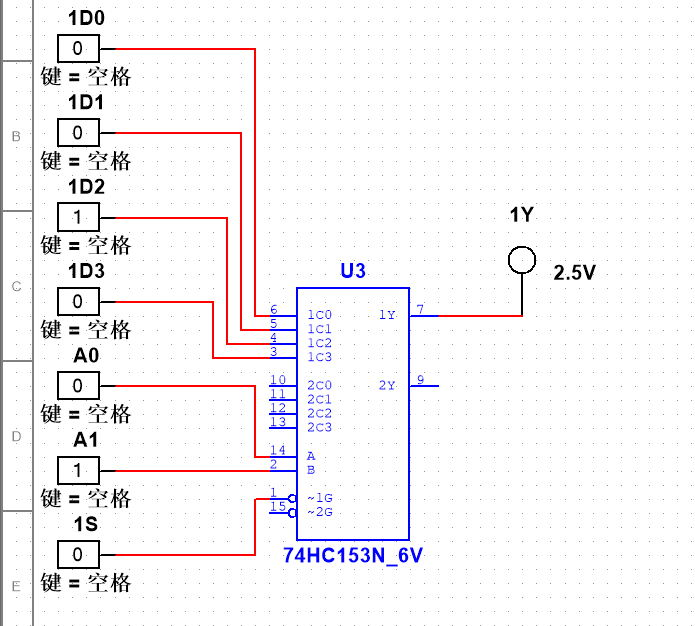 1D0
0
键 = 空格
1D1
0
键 = 空格
B
1D2
1
键 = 空格
1D3
0
键 = 空格
C
A0
0
键 = 空格
A1
1
键 = 空格
D
1S
0
键 = 空格
E
U3
6 1C0
5 1C1
4 1C2
3 1C3
10 2C0
11 2C1
12 2C2
13 2C3
14 A
2 B
1 ~1G
15 ~2G
1Y 7
2Y 9
74HC153N_6V
1Y
2.5V